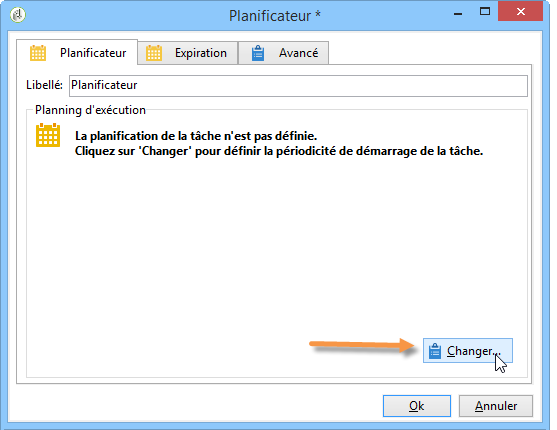 Planificateur *
Planificateur Expiration Avancé
Libellé: Planificateur
Planning d'exécution
La planification de la tâche n'est pas définie.
Cliquez sur 'Changer' pour définir la périodicité de démarrage de la tâche.
Changer...
Ok Annuler